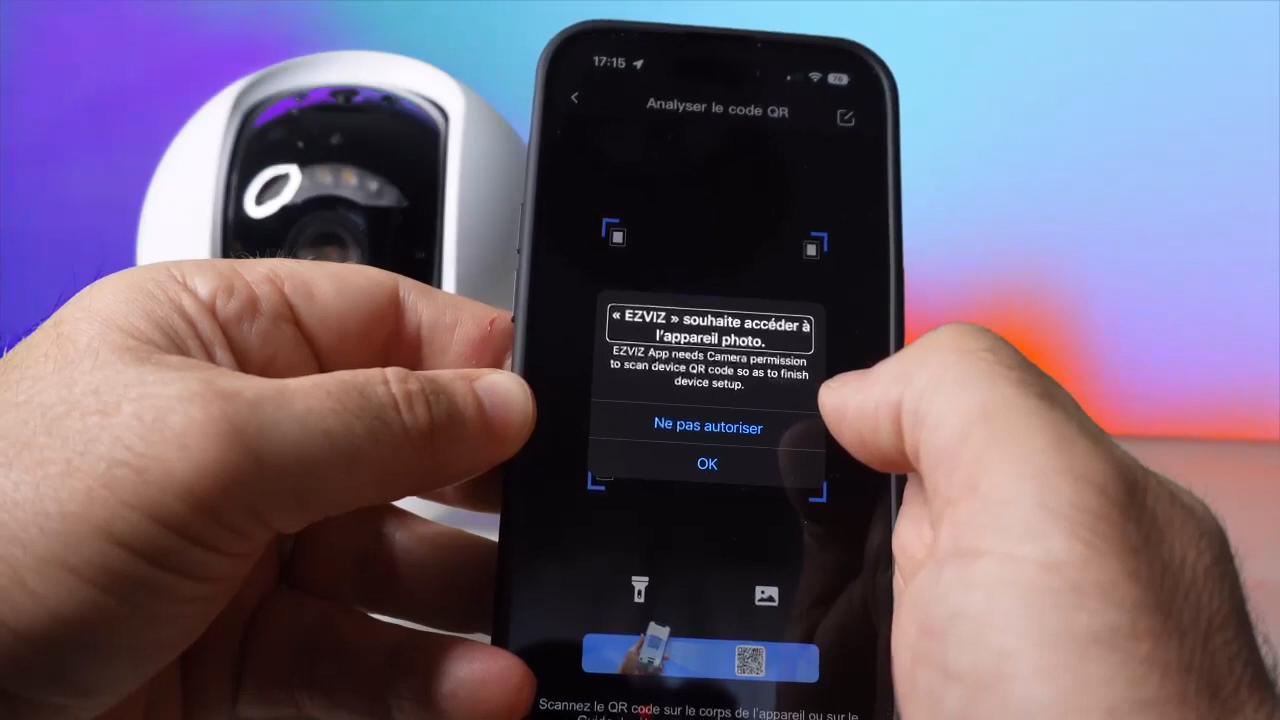 17:15
76
Analyser le code QR
« EZVIZ » souhaite accéder à
l'appareil photo.
EZVIZ App needs Camera permission
to scan device QR code so as to finish
device setup.
Ne pas autoriser
OK
Scannez le QR code sur le corps de l'appareil ou sur le